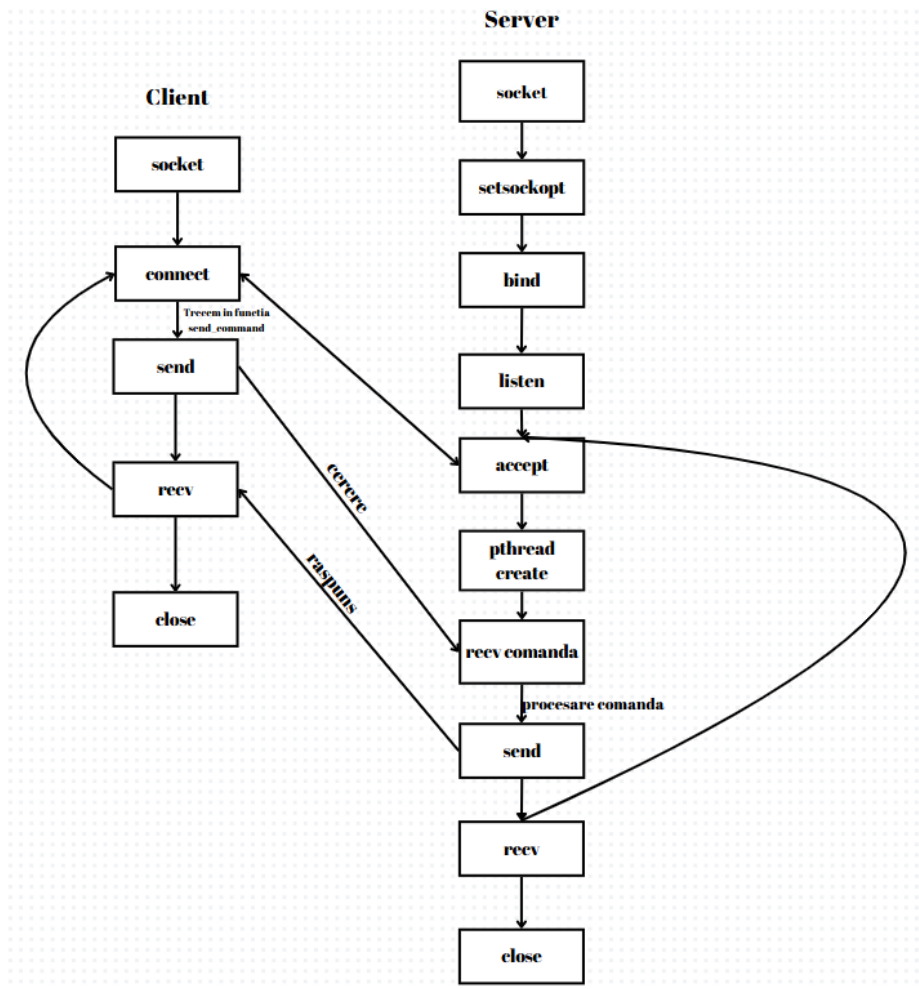 Server
Client
socket
connect
Trecem in functia
send_command
send
recv
close
cerere
raspuns
socket
setsockopt
bind
listen
accept
pthread
create
recv comanda
procesare comanda
send
recv
close